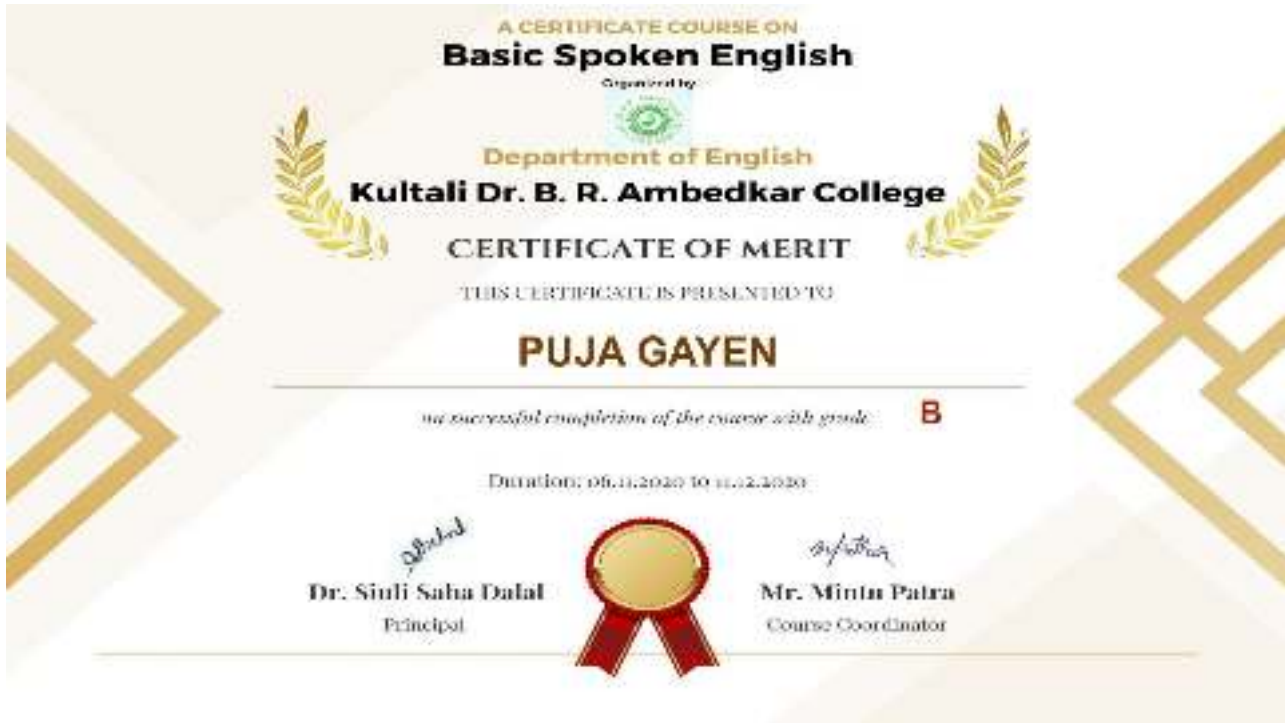 A CERTIFICATE COURSE ON
Basic Spoken English
Organized by
Department of English
Kultali Dr. B. R. Ambedkar College
CERTIFICATE OF MERIT
THIS CERTIFICATE IS PRESENTED TO
PUJA GAYEN
on successful completion of the course with grade B
Duration: 06.11.2020 to 11.12.2020
Dr. Siuli Saha Dalal
Principal
Mr. Mintu Patra
Course Coordinator